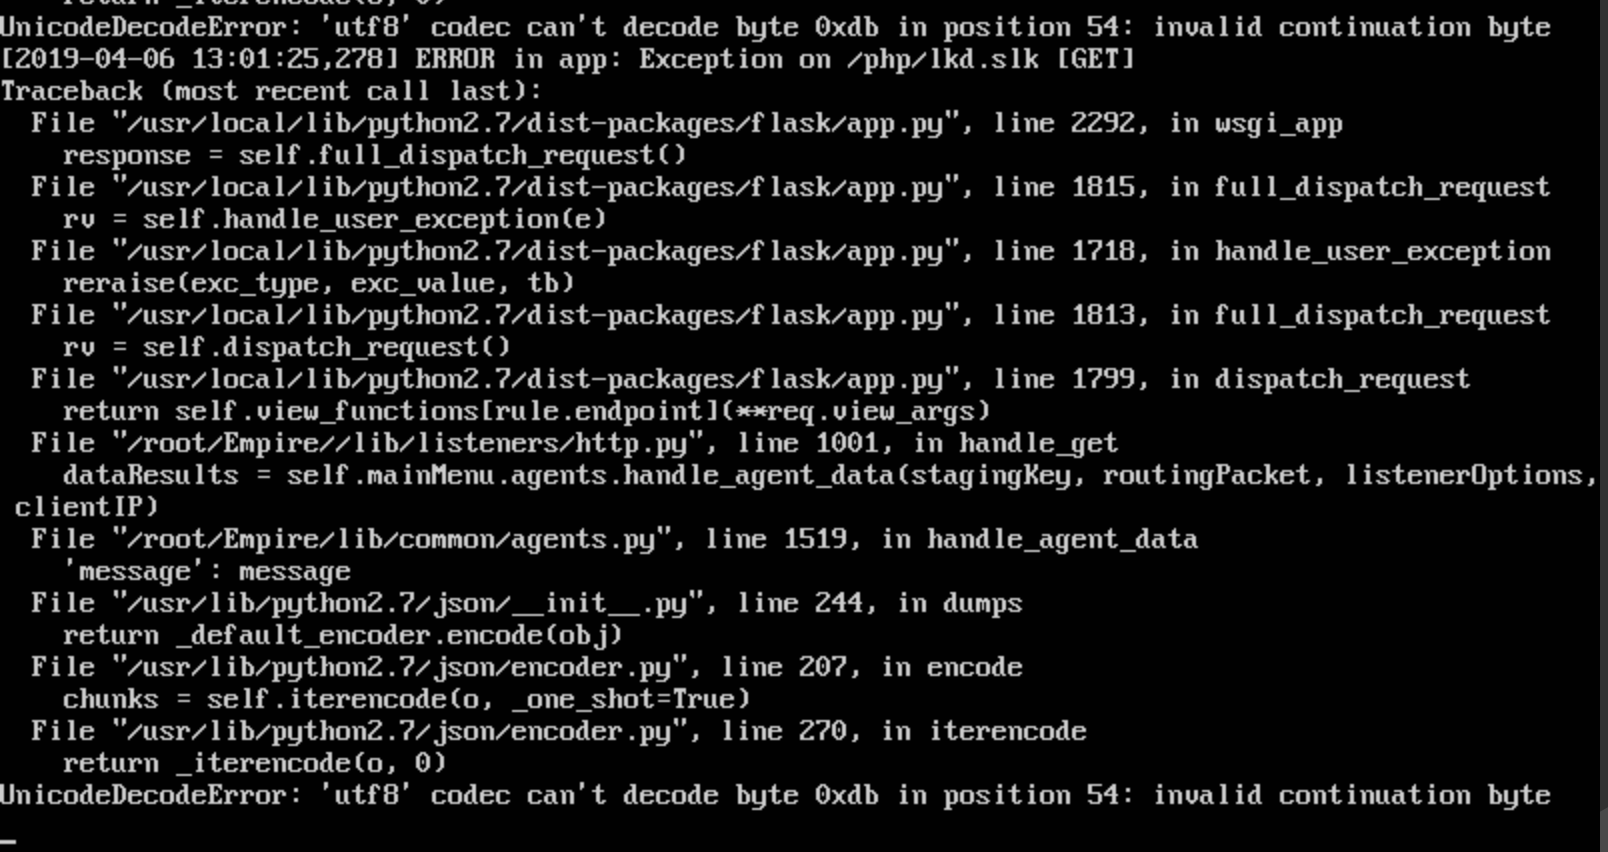 return _iterencode(o, 0)
UnicodeDecodeError: 'utf8' codec can't decode byte 0xdb in position 54: invalid continuation byte
[2019-04-06 13:01:25,278] ERROR in app: Exception on /php/lkd.slk [GET]
Traceback (most recent call last):
  File "/usr/local/lib/python2.7/dist-packages/flask/app.py", line 2292, in wsgi_app
    response = self.full_dispatch_request()
  File "/usr/local/lib/python2.7/dist-packages/flask/app.py", line 1815, in full_dispatch_request
    rv = self.handle_user_exception(e)
  File "/usr/local/lib/python2.7/dist-packages/flask/app.py", line 1718, in handle_user_exception
    reraise(exc_type, exc_value, tb)
  File "/usr/local/lib/python2.7/dist-packages/flask/app.py", line 1813, in full_dispatch_request
    rv = self.dispatch_request()
  File "/usr/local/lib/python2.7/dist-packages/flask/app.py", line 1799, in dispatch_request
    return self.view_functions[rule.endpoint](**req.view_args)
  File "/root/Empire//lib/listeners/http.py", line 1001, in handle_get
    dataResults = self.mainMenu.agents.handle_agent_data(stagingKey, routingPacket, listenerOptions,
 clientIP)
  File "/root/Empire/lib/common/agents.py", line 1519, in handle_agent_data
    'message': message
  File "/usr/lib/python2.7/json/__init__.py", line 244, in dumps
    return _default_encoder.encode(obj)
  File "/usr/lib/python2.7/json/encoder.py", line 207, in encode
    chunks = self.iterencode(o, _one_shot=True)
  File "/usr/lib/python2.7/json/encoder.py", line 270, in iterencode
    return _iterencode(o, 0)
UnicodeDecodeError: 'utf8' codec can't decode byte 0xdb in position 54: invalid continuation byte